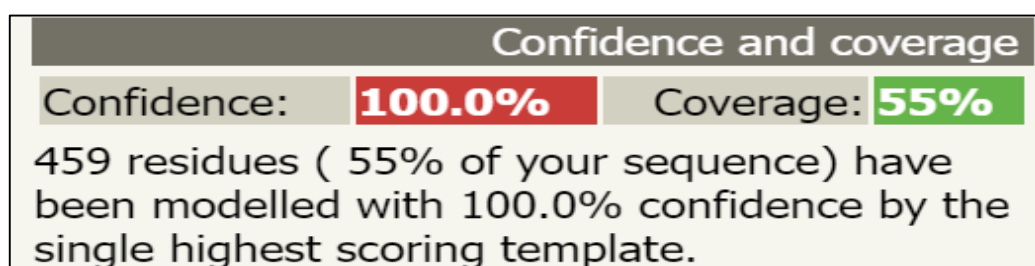 Confidence and coverage
Confidence: 100.0% Coverage: 55%
459 residues ( 55% of your sequence) have
been modelled with 100.0% confidence by the
single highest scoring template.